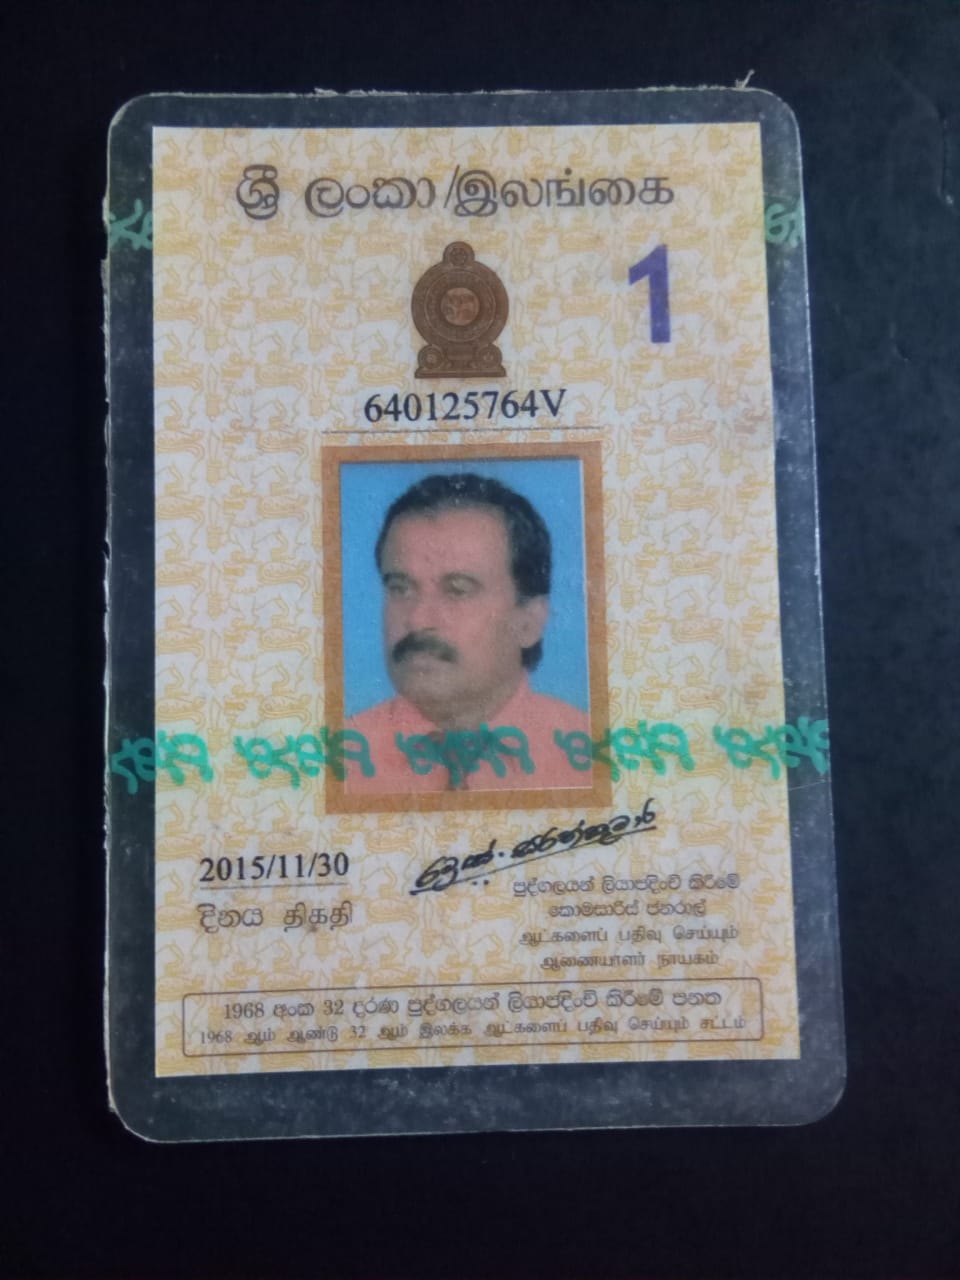 ශ්‍රී ලංකා/இலங்கை
1
640125764V
2015/11/30
දිනය திகதி
පුද්ගලයන් ලියාපදිංචි කිරීමේ
කොමසාරිස් ජනරාල්
ஆட்களைப் பதிவு செய்யும்
ஆணையாளர் நாயகம்
1968 අංක 32 දරණ පුද්ගලයන් ලියාපදිංචි කිරීමේ පනත
1968 ஆம் ஆண்டு 32 ஆம் இலக்க ஆட்களைப் பதிவு செய்யும் சட்டம்